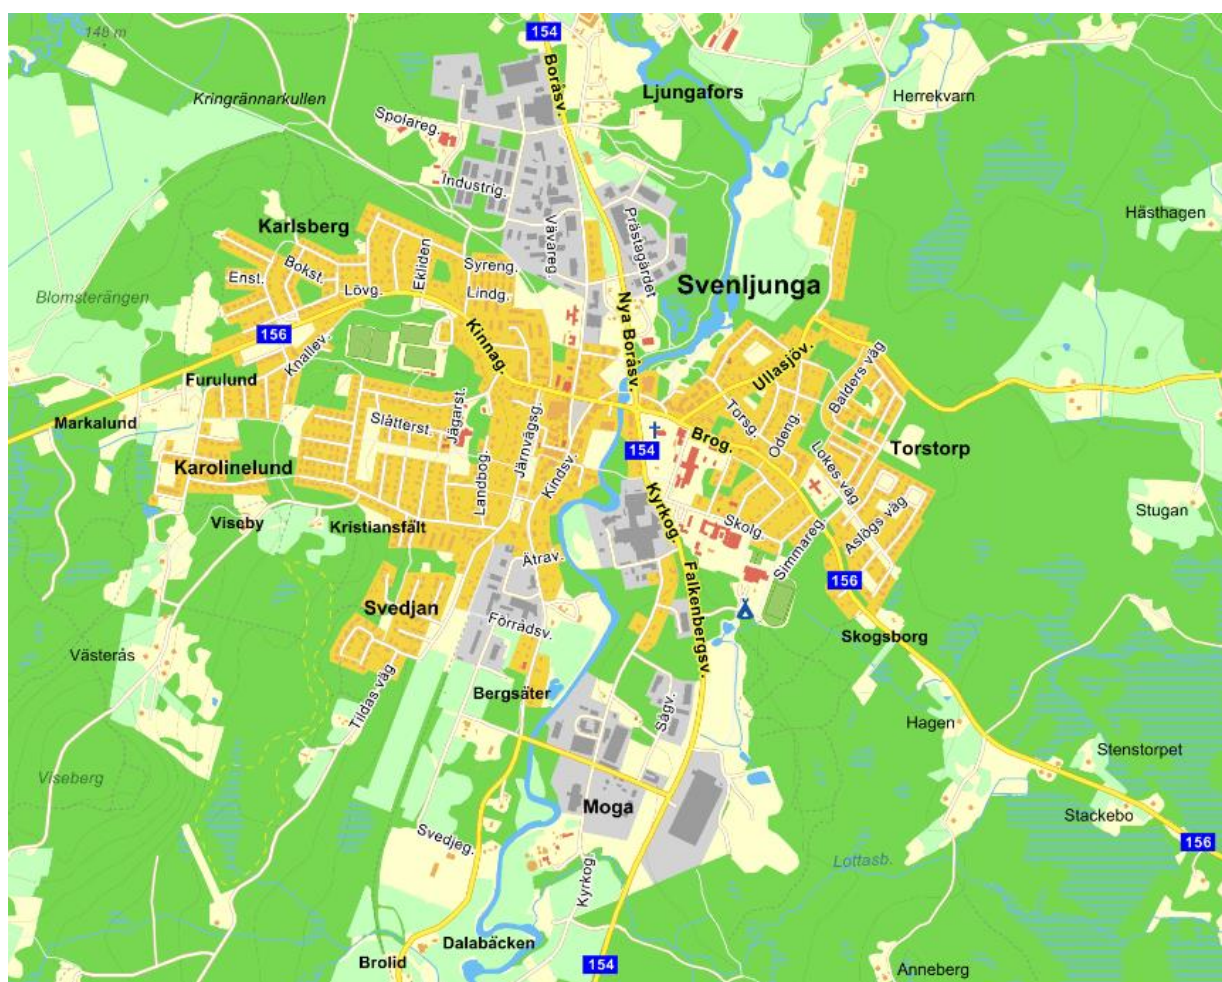 154
148 m
Boråsv.
Ljungafors
Kringrännarkullen
Herrekvarn
Spolareg.
Industrig.
Hästhagen
Karlsberg
Vävareg.
Prästagärdet
Ekliden
Syreng.
Enst.
Bokst.
Lövg.
Lindg.
Svenljunga
Blomsterängen
156
Kinnag.
Nya Boråsv.
Knallev.
Ullasjöv.
Balders väg
Furulund
Markalund
Slätterst.
Jägarst.
Järnvägsg.
Torsg.
Odeng.
Brog.
154
Torstorp
Karolinelund
Landbog.
Kindsv.
Lokes väg
Viseby
Kristiansfält
Kyrkog.
Skolg.
Simmareg.
Aslögs väg
Stugan
Ätrav.
156
Svedjan
Förrådsv.
Falkenbergsv.
Skogsborg
Västerås
Tildas väg
Bergsäter
Sågv.
Hagen
Stenstorpet
Viseberg
Moga
Stackebo
Svedjeg.
156
Lottasb.
Kyrkog.
Dalabäcken
Brolid
154
Anneberg